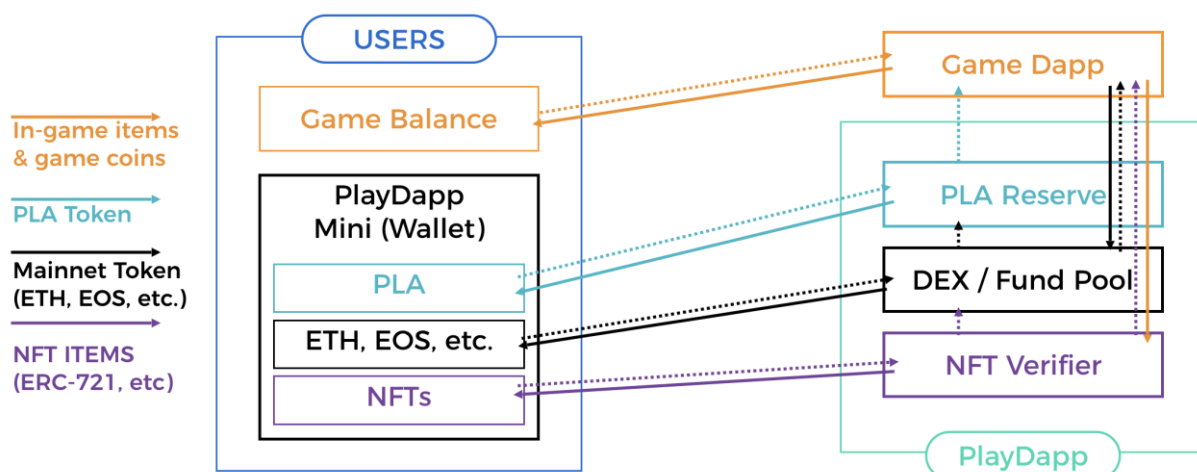 USERS
Game Balance
PlayDapp
Mini (Wallet)
PLA
ETH, EOS, etc.
NFTs
In-game items
& game coins
PLA Token
Mainnet Token
(ETH, EOS, etc.)
NFT ITEMS
(ERC-721, etc)
Game Dapp
PLA Reserve
DEX / Fund Pool
NFT Verifier
PlayDapp